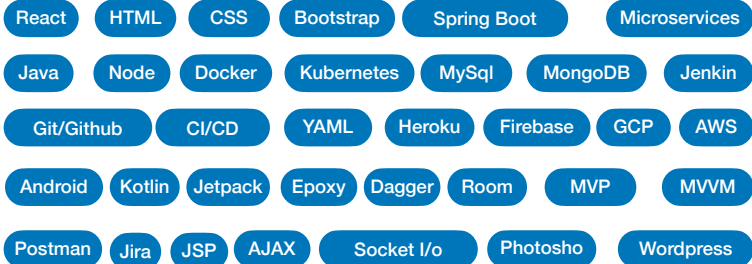 React HTML CSS Bootstrap Spring Boot Microservices
Java Node Docker Kubernetes MySql MongoDB Jenkin
Git/Github CI/CD YAML Heroku Firebase GCP AWS
Android Kotlin Jetpack Epoxy Dagger Room MVP MVVM
Postman Jira JSP AJAX Socket I/o Photosho Wordpress